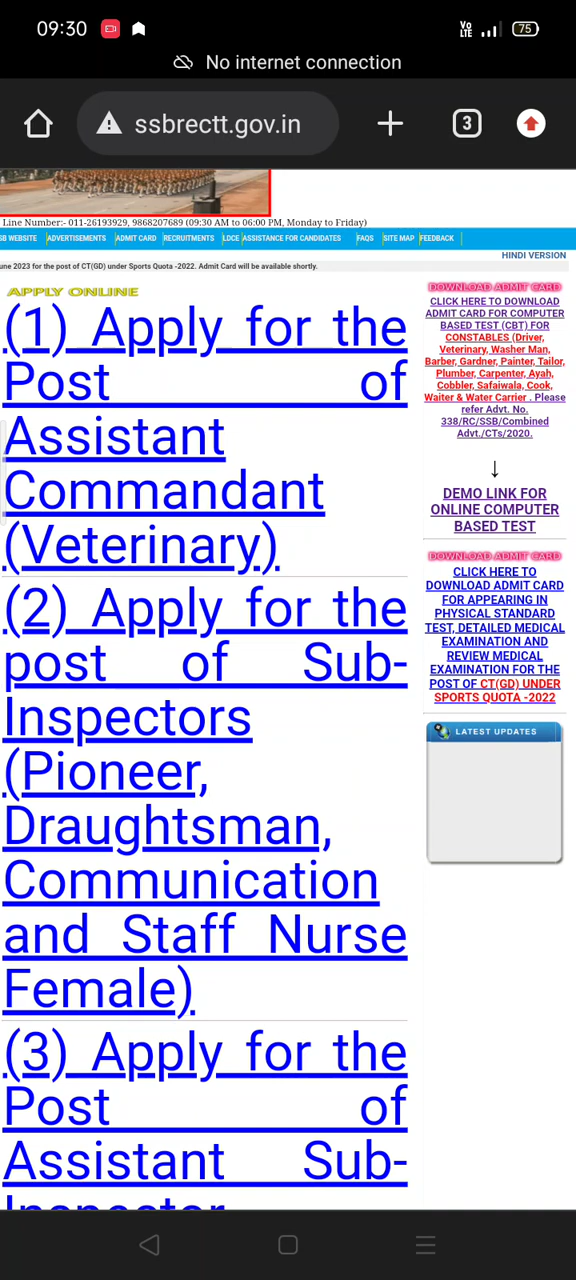 09:30
Vo
LTE
75
No internet connection
ssbrectt.gov.in
3
Line Number:- 011-26193929, 9868207689 (09:30 AM to 06:00 PM, Monday to Friday)
SB WEBSITE ADVERTISEMENTS ADMIT CARD RECRUITMENTS LDCE ASSISTANCE FOR CANDIDATES FAQS SITE MAP FEEDBACK
HINDI VERSION
une 2023 for the post of CT(GD) under Sports Quota -2022. Admit Card will be available shortly.
APPLY ONLINE
(1) Apply for the
Post of
Assistant
Commandant
(Veterinary)
(2) Apply for the
post of Sub-
Inspectors
(Pioneer,
Draughtsman,
Communication
and Staff Nurse
Female)
(3) Apply for the
Post of
Assistant Sub-
Inspector
DOWNLOAD ADMIT CARD
CLICK HERE TO DOWNLOAD
ADMIT CARD FOR COMPUTER
BASED TEST (CBT) FOR
CONSTABLES (Driver,
Veterinary, Washer Man,
Barber, Gardner, Painter, Tailor,
Plumber, Carpenter, Ayah,
Cobbler, Safaiwala, Cook,
Waiter & Water Carrier . Please
refer Advt. No.
338/RC/SSB/Combined
Advt./CTs/2020.
↓
DEMO LINK FOR
ONLINE COMPUTER
BASED TEST
DOWNLOAD ADMIT CARD
CLICK HERE TO
DOWNLOAD ADMIT CARD
FOR APPEARING IN
PHYSICAL STANDARD
TEST, DETAILED MEDICAL
EXAMINATION AND
REVIEW MEDICAL
EXAMINATION FOR THE
POST OF CT(GD) UNDER
SPORTS QUOTA -2022
LATEST UPDATES